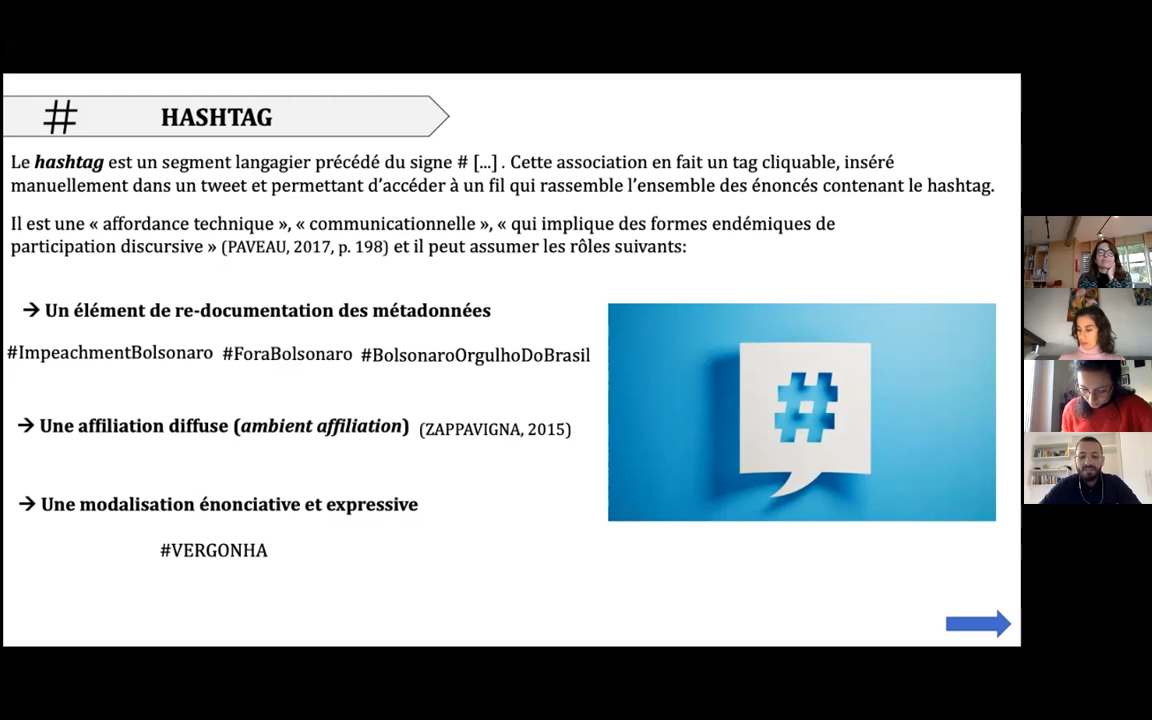 # HASHTAG
Le hashtag est un segment langagier précédé du signe # [...] . Cette association en fait un tag cliquable, inséré
manuellement dans un tweet et permettant d’accéder à un fil qui rassemble l’ensemble des énoncés contenant le hashtag.
Il est une « affordance technique », « communicationnelle », « qui implique des formes endémiques de
participation discursive » (PAVEAU, 2017, p. 198) et il peut assumer les rôles suivants:
→ Un élément de re-documentation des métadonnées
#ImpeachmentBolsonaro #ForaBolsonaro #BolsonaroOrgulhoDoBrasil
→ Une affiliation diffuse (ambient affiliation) (ZAPPAVIGNA, 2015)
#
→ Une modalisation énonciative et expressive
#VERGONHA